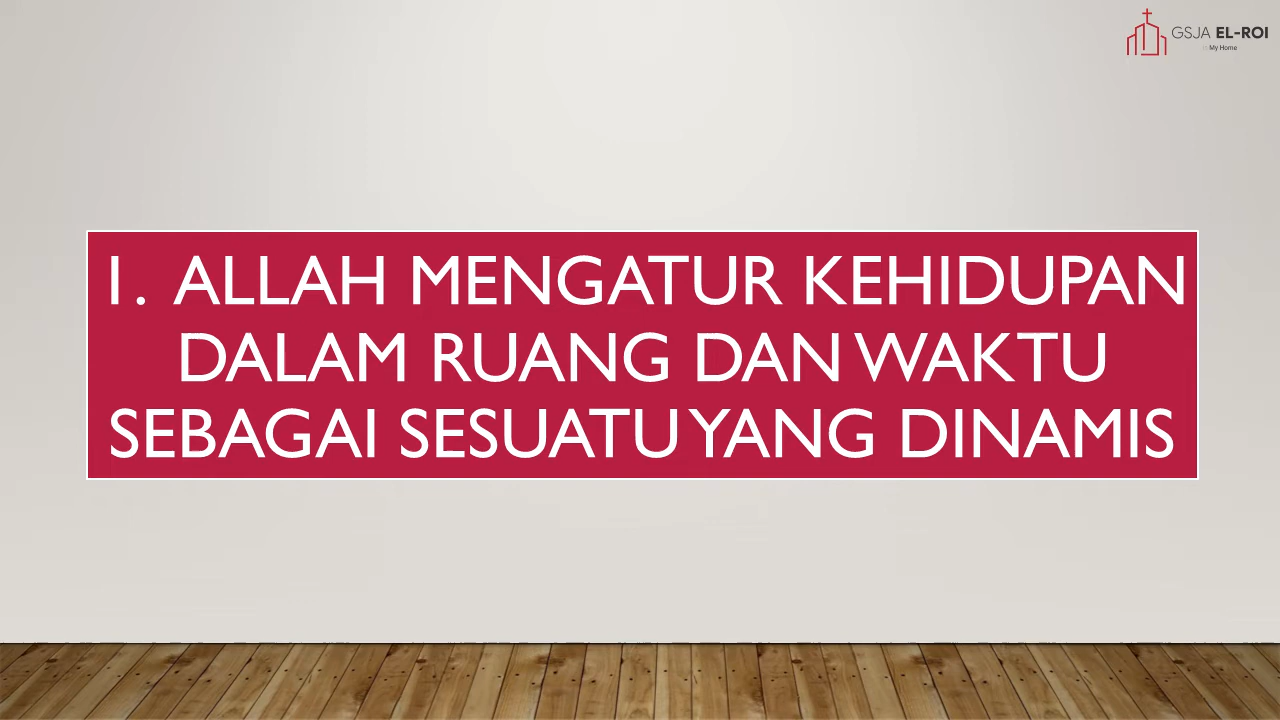 GSJA EL-ROI
My Home
1. ALLAH MENGATUR KEHIDUPAN
DALAM RUANG DAN WAKTU
SEBAGAI SESUATU YANG DINAMIS